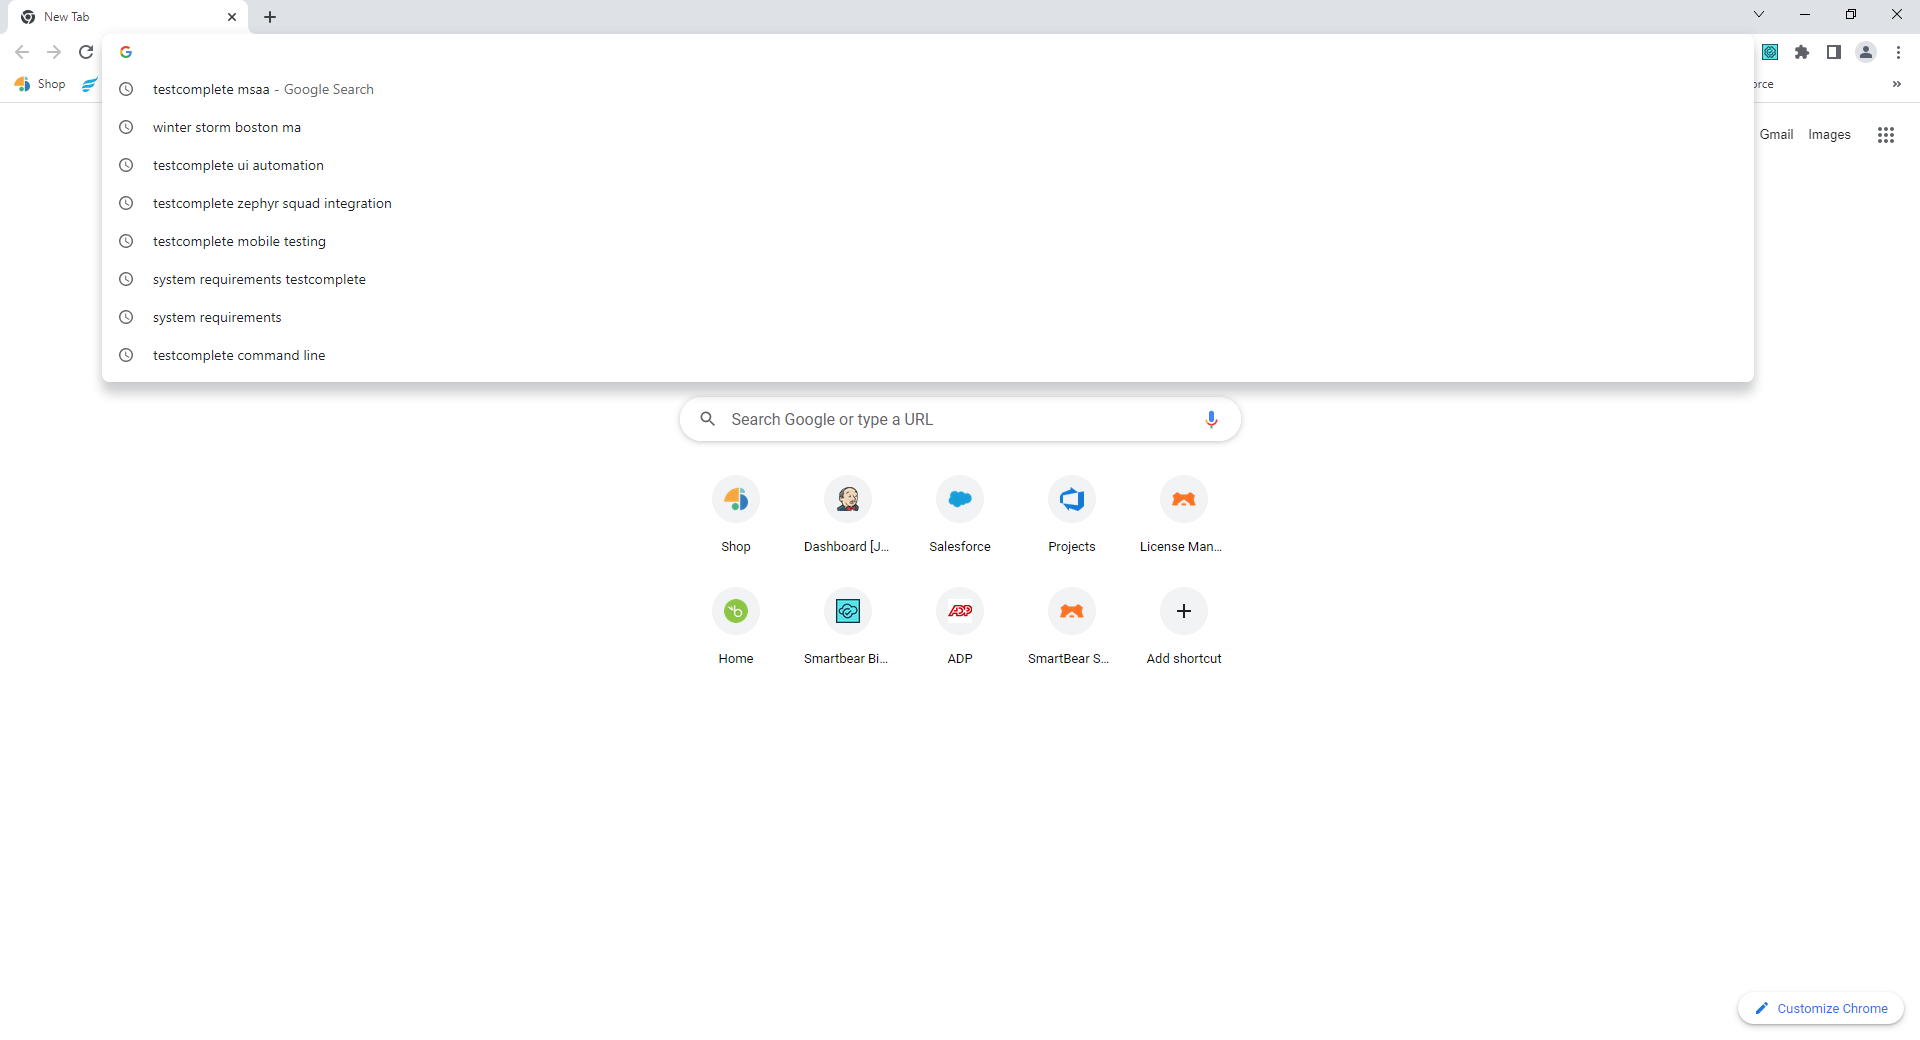 New Tab
Shop
orce
»
Gmail Images
testcomplete msaa - Google Search
winter storm boston ma
testcomplete ui automation
testcomplete zephyr squad integration
testcomplete mobile testing
system requirements testcomplete
system requirements
testcomplete command line
Search Google or type a URL
Shop Dashboard [J... Salesforce Projects License Man...
ADP
Home Smartbear Bi... ADP SmartBear S... Add shortcut
Customize Chrome